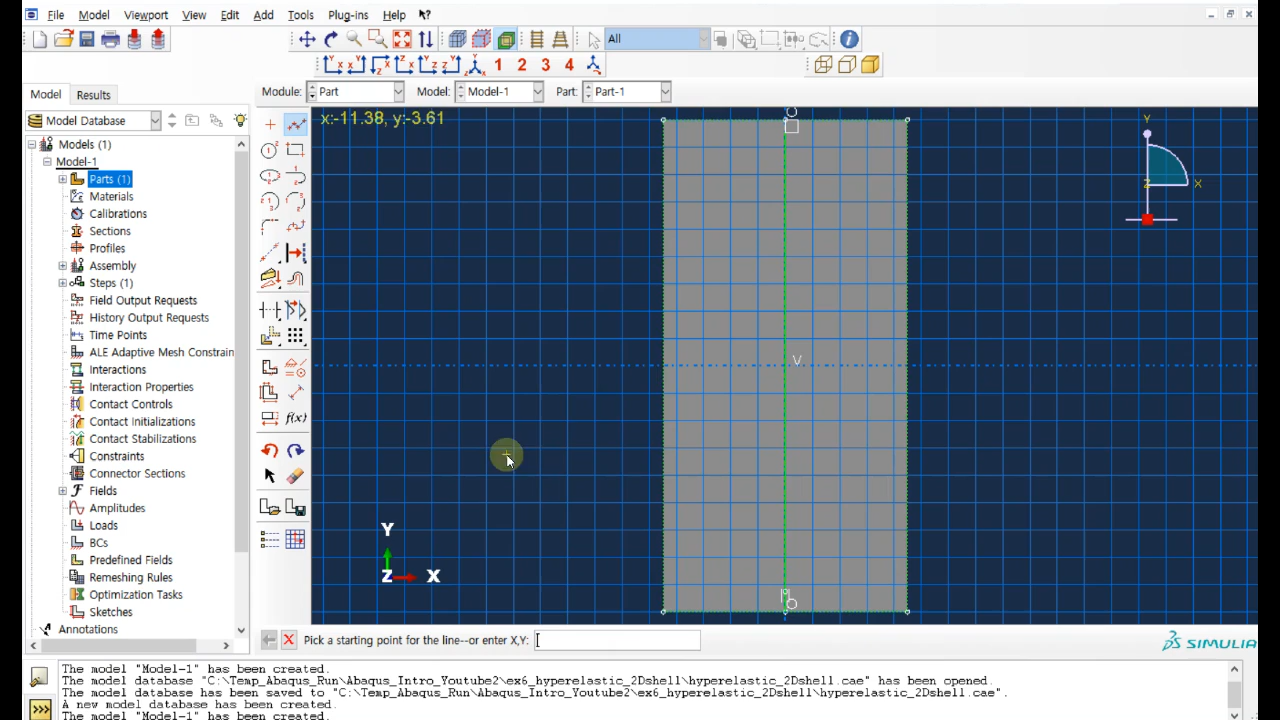 File Model Viewport View Edit Add Tools Plug-ins Help
All
1 2 3 4
Model Results
Module: Part Model: Model-1 Part: Part-1
Model Database
x:-11.38, y:-3.61
Models (1)
Model-1
Parts (1)
Materials
Calibrations
Sections
Profiles
Assembly
Steps (1)
Field Output Requests
History Output Requests
Time Points
ALE Adaptive Mesh Constrain
Interactions
Interaction Properties
Contact Controls
Contact Initializations
Contact Stabilizations
Constraints
Connector Sections
Fields
Amplitudes
Loads
BCs
Predefined Fields
Remeshing Rules
Optimization Tasks
Sketches
Annotations
f(x)
V
Y
Z X
Y
Z X
Pick a starting point for the line--or enter X,Y:
SIMULIA
The model "Model-1" has been created.
The model database "C:\Temp_Abaqus_Run\Abaqus_Intro_Youtube2\ex6_hyperelastic_2Dshell\hyperelastic_2Dshell.cae" has been opened.
The model database has been saved to "C:\Temp_Abaqus_Run\Abaqus_Intro_Youtube2\ex6_hyperelastic_2Dshell\hyperelastic_2Dshell.cae".
A new model database has been created.
The model "Model-1" has been created.